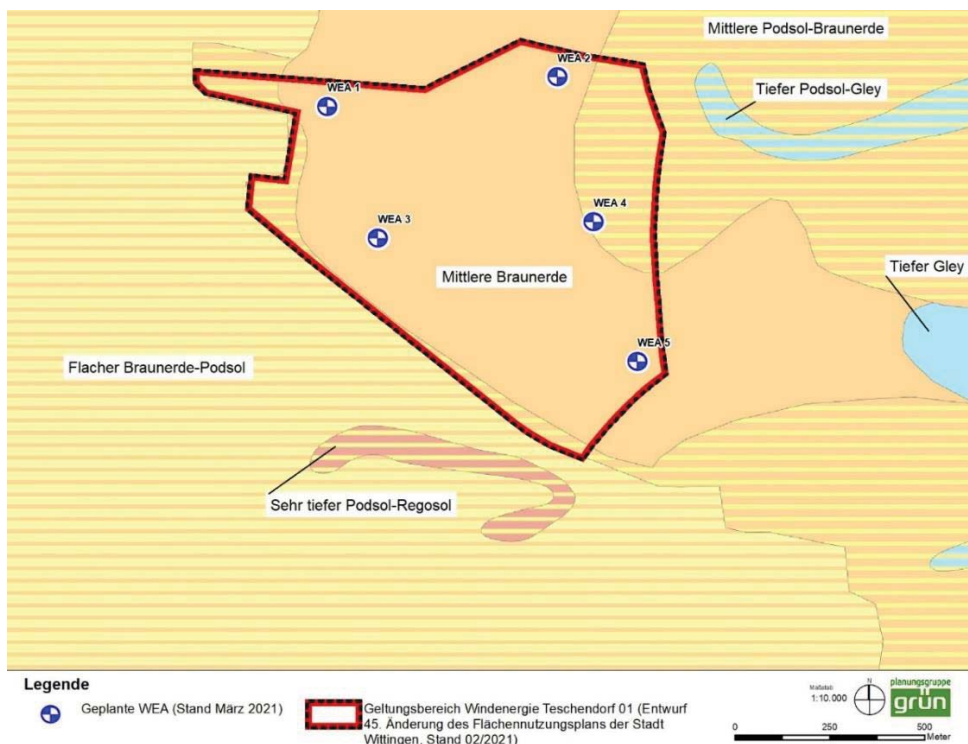 Mittlere Podsol-Braunerde
WEA 2
Tiefer Podsol-Gley
WEA 1
WEA 4
WEA 3
Tiefer Gley
Mittlere Braunerde
WEA 5
Flacher Braunerde-Podsol
Sehr tiefer Podsol-Regosol
Legende
Geplante WEA (Stand März 2021)
Geltungsbereich Windenergie Teschendorf 01 (Entwurf
45. Änderung des Flächennutzungsplans der Stadt
Wittingen, Stand 02/2021)
Maßstab
1:10.000
N
planungsgruppe
grün
0 250 500
Meter